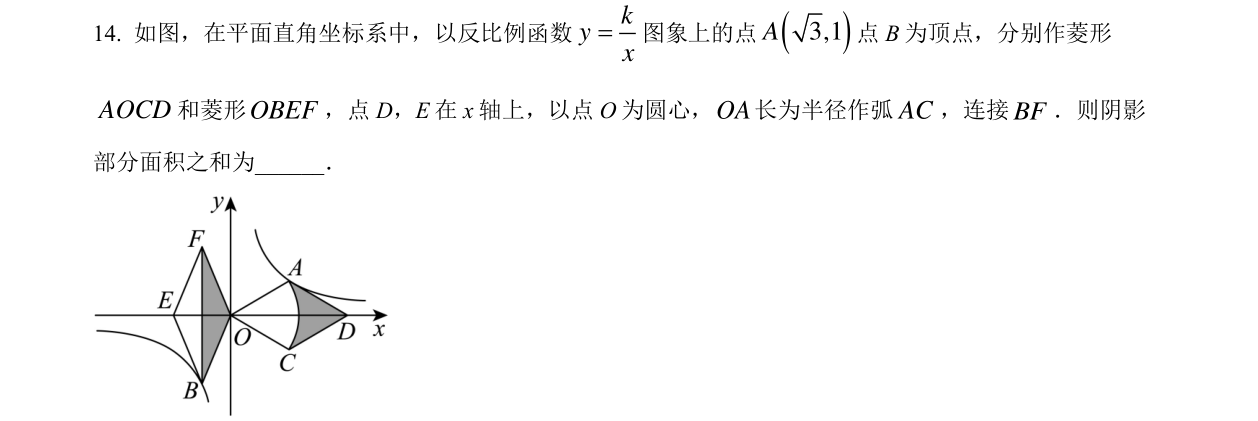 14. 如图，在平面直角坐标系中，以反比例函数 y = k/x 图象上的点 A(√3,1) 点 B 为顶点，分别作菱形
AOCD 和菱形 OBEF ，点 D，E 在 x 轴上，以点 O 为圆心，OA 长为半径作弧 AC ，连接 BF ．则阴影
部分面积之和为______．
y
F
A
E
O
D
x
C
B